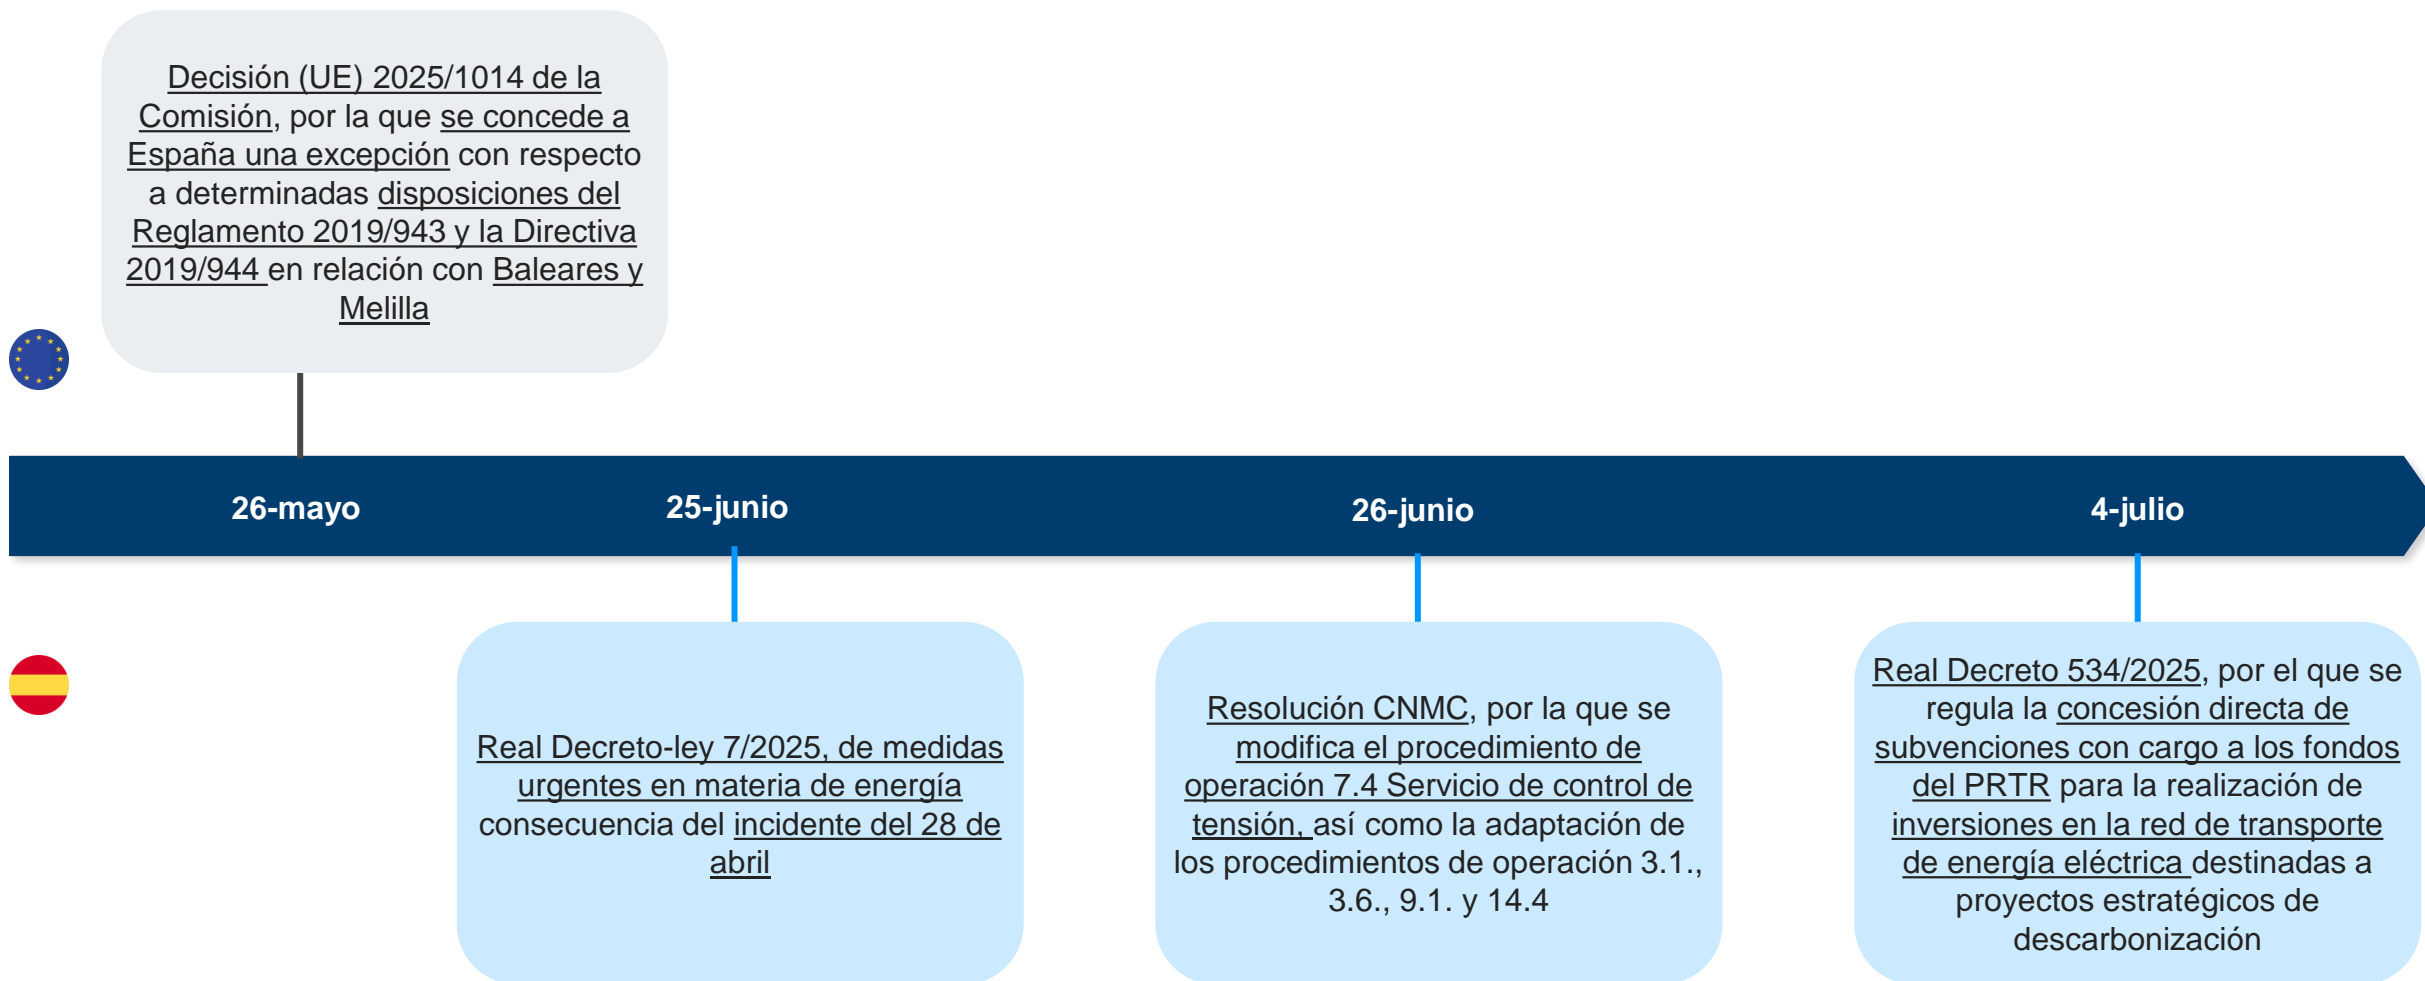 Decisión (UE) 2025/1014 de la
Comisión, por la que se concede a
España una excepción con respecto
a determinadas disposiciones del
Reglamento 2019/943 y la Directiva
2019/944 en relación con Baleares y
Melilla
26-mayo
25-junio
26-junio
4-julio
Real Decreto-ley 7/2025, de medidas
urgentes en materia de energía
consecuencia del incidente del 28 de
abril
Resolución CNMC, por la que se
modifica el procedimiento de
operación 7.4 Servicio de control de
tensión, así como la adaptación de
los procedimientos de operación 3.1.,
3.6., 9.1. y 14.4
Real Decreto 534/2025, por el que se
regula la concesión directa de
subvenciones con cargo a los fondos
del PRTR para la realización de
inversiones en la red de transporte
de energía eléctrica destinadas a
proyectos estratégicos de
descarbonización